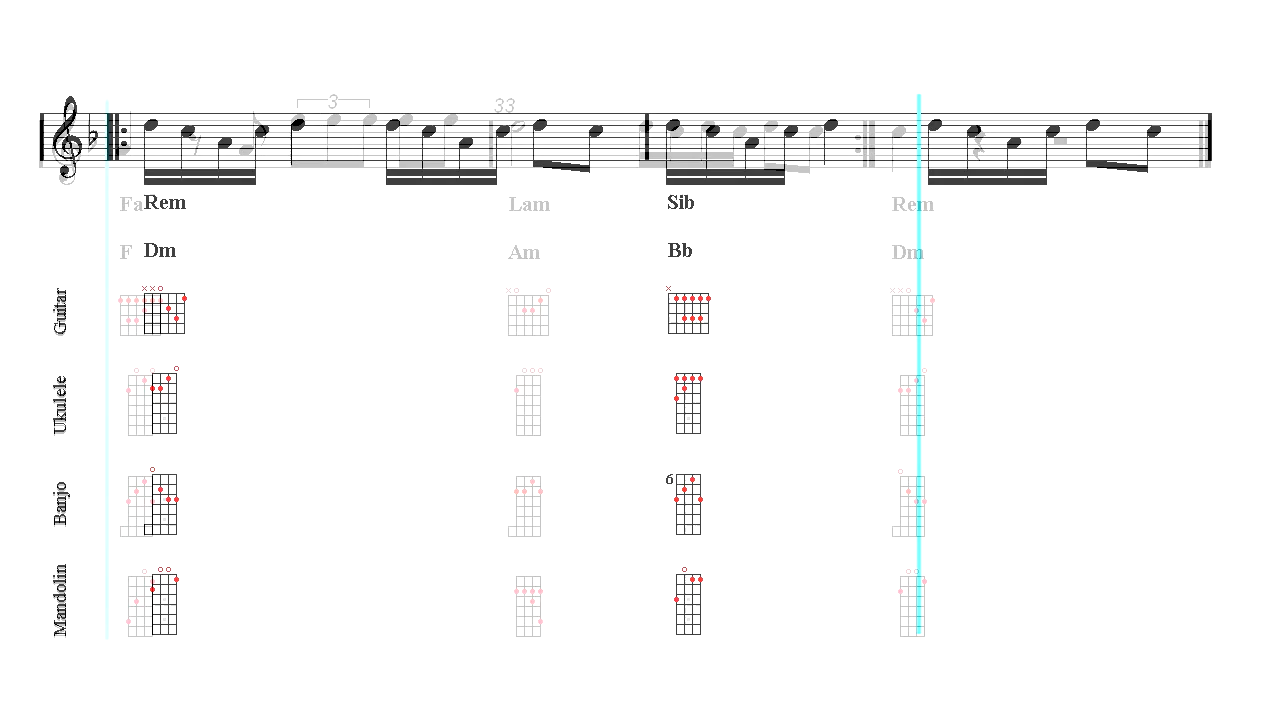 3 33
Fa Rem Lam Sib Rem
F Dm Am Bb Dm
Guitar
Ukulele
6
Banjo
Mandolin